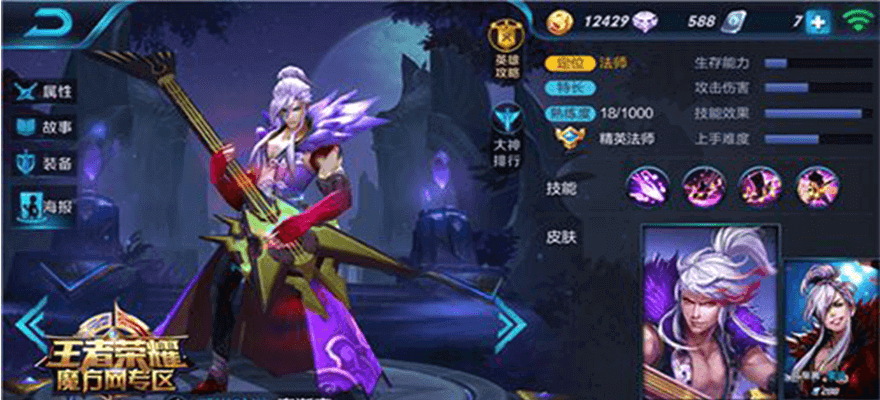 12429
588
7
属性
故事
装备
海报
英雄
攻略
大神
排行
定位 法师
特长
熟练度 18/1000
精英法师
生存能力
攻击伤害
技能效果
上手难度
技能
皮肤
王者荣耀
魔方网专区
288